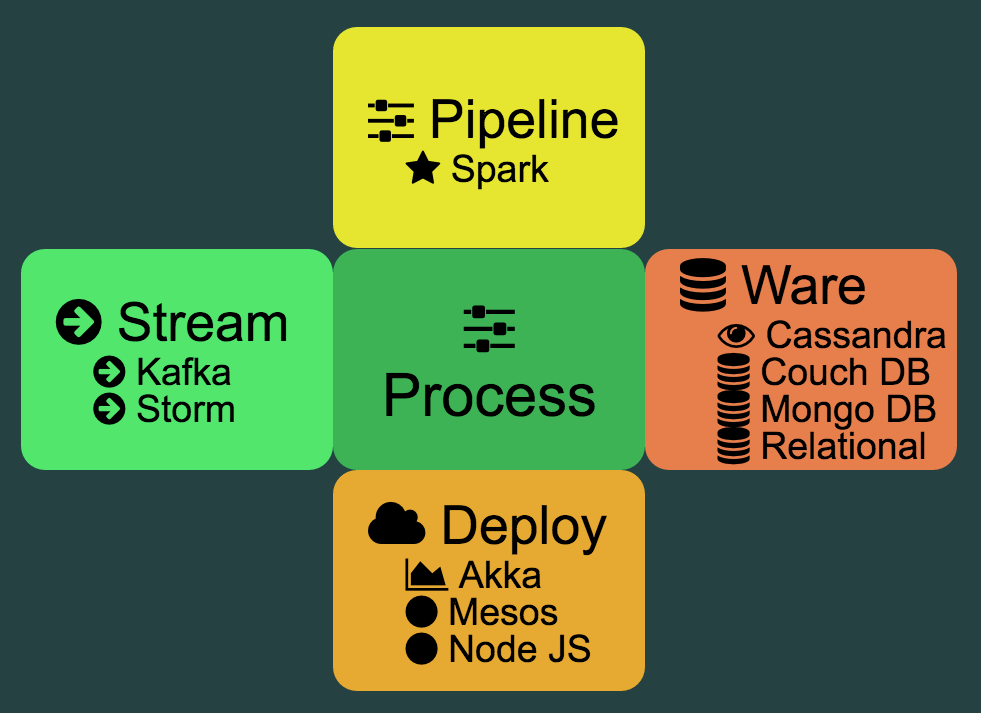 Pipeline
Spark
Stream
Kafka
Storm
Process
Ware
Cassandra
Couch DB
Mongo DB
Relational
Deploy
Akka
Mesos
Node JS